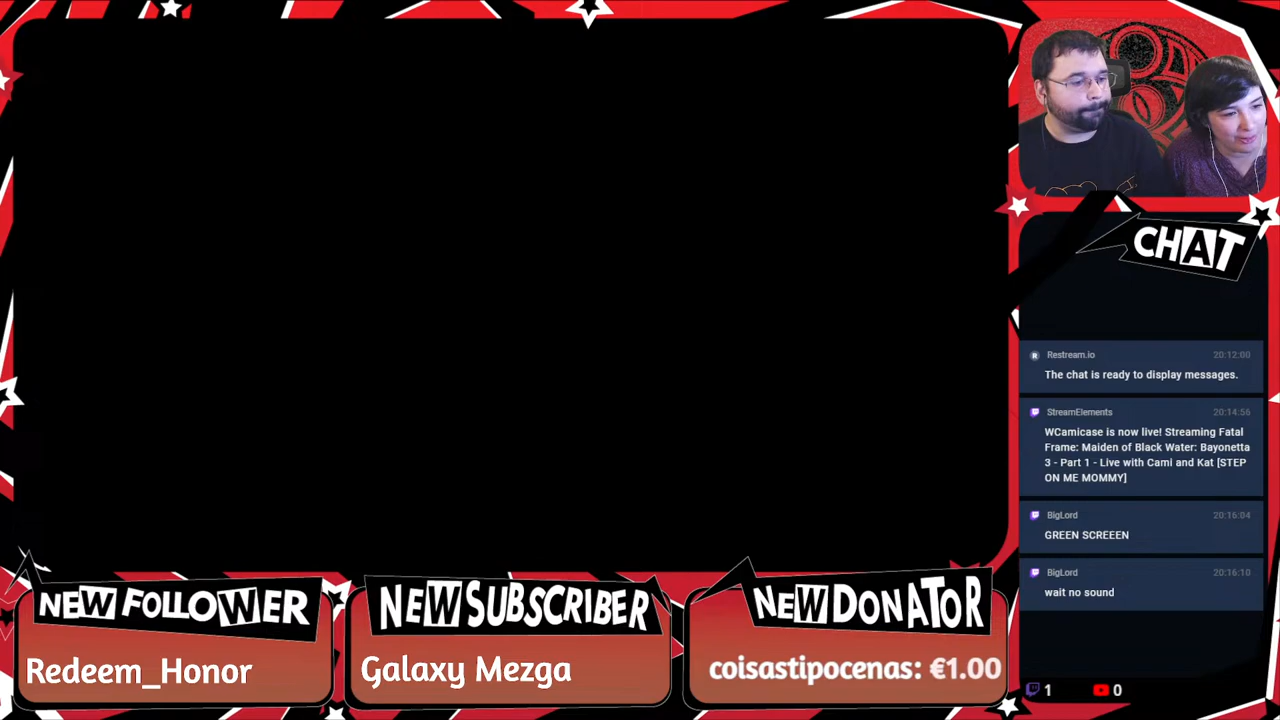 CHAT
Restream.io 20:12:00
The chat is ready to display messages.
StreamElements 20:14:56
WCamicase is now live! Streaming Fatal
Frame: Maiden of Black Water: Bayonetta
3 - Part 1 - Live with Cami and Kat [STEP
ON ME MOMMY]
BigLord 20:16:04
GREEN SCREEEN
BigLord 20:16:10
wait no sound
NEW FOLLOWER
Redeem_Honor
NEW SUBSCRIBER
Galaxy Mezga
NEW DONATOR
coisastipocenas: €1.00
1 0